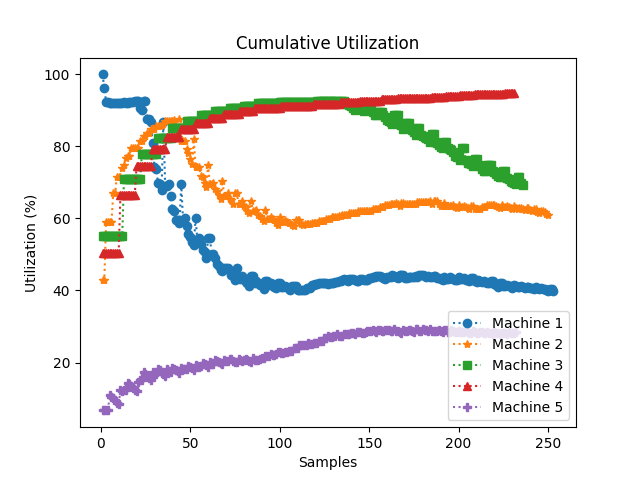 Cumulative Utilization
Utilization (%)
100
80
60
40
20
0
50
100
150
200
250
Samples
Machine 1
Machine 2
Machine 3
Machine 4
Machine 5